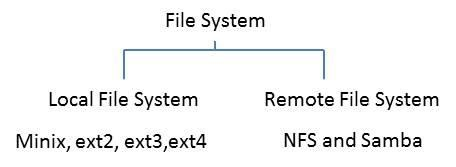 File System
Local File System
Remote File System
Minix, ext2, ext3,ext4
NFS and Samba